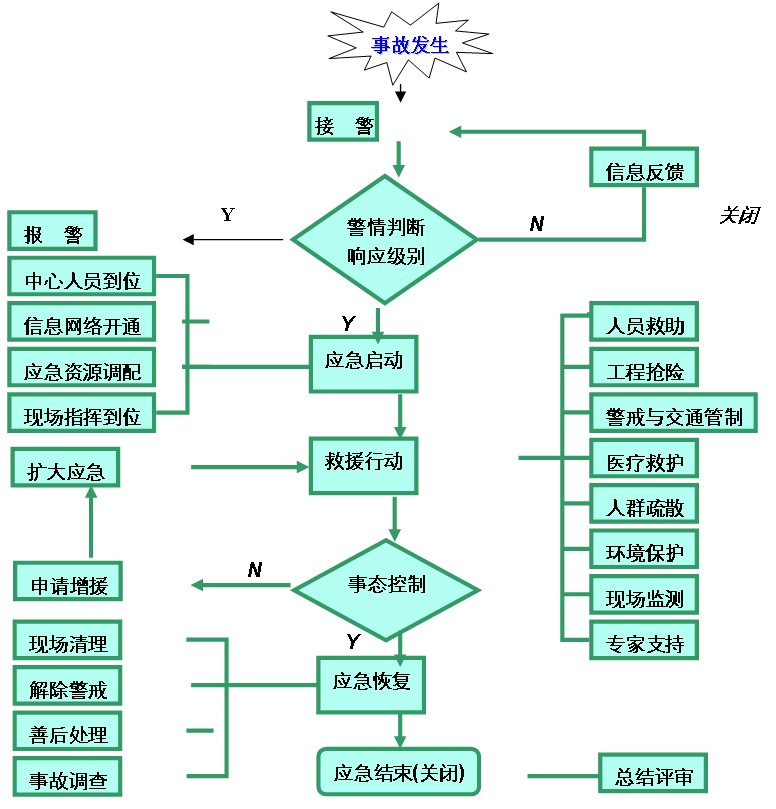 事故发生
接 警
信息反馈
关闭
Y
警情判断
响应级别
N
报 警
中心人员到位
信息网络开通
应急资源调配
现场指挥到位
Y
应急启动
人员救助
工程抢险
警戒与交通管制
医疗救护
人群疏散
环境保护
现场监测
专家支持
扩大应急
救援行动
申请增援
N
事态控制
Y
现场清理
解除警戒
善后处理
事故调查
应急恢复
应急结束(关闭)
总结评审